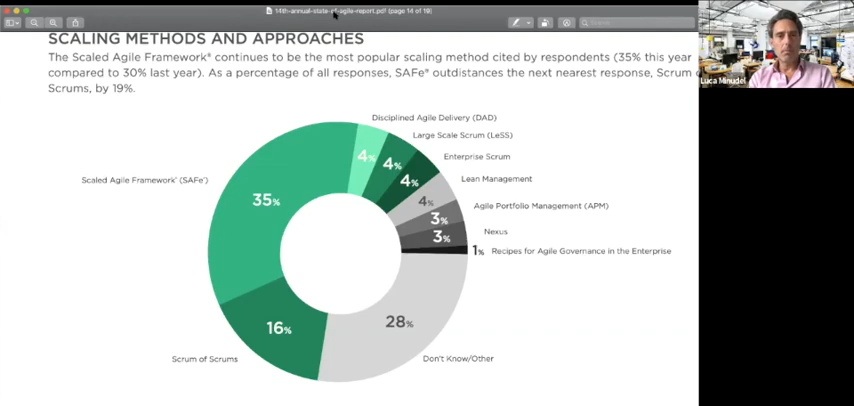 14th-annual-state-of-agile-report.pdf (page 14 of 19)
Search
SCALING METHODS AND APPROACHES
The Scaled Agile Framework® continues to be the most popular scaling method cited by respondents (35% this year
compared to 30% last year). As a percentage of all responses, SAFe® outdistances the next nearest response, Scrum o
Scrums, by 19%.
Luca Minudel
Disciplined Agile Delivery (DAD)
4%
Large Scale Scrum (LeSS)
4%
Enterprise Scrum
4%
Lean Management
4%
Scaled Agile Framework® (SAFe®)
35%
Agile Portfolio Management (APM)
3%
Nexus
3%
1% Recipes for Agile Governance in the Enterprise
28%
Don't Know/Other
16%
Scrum of Scrums